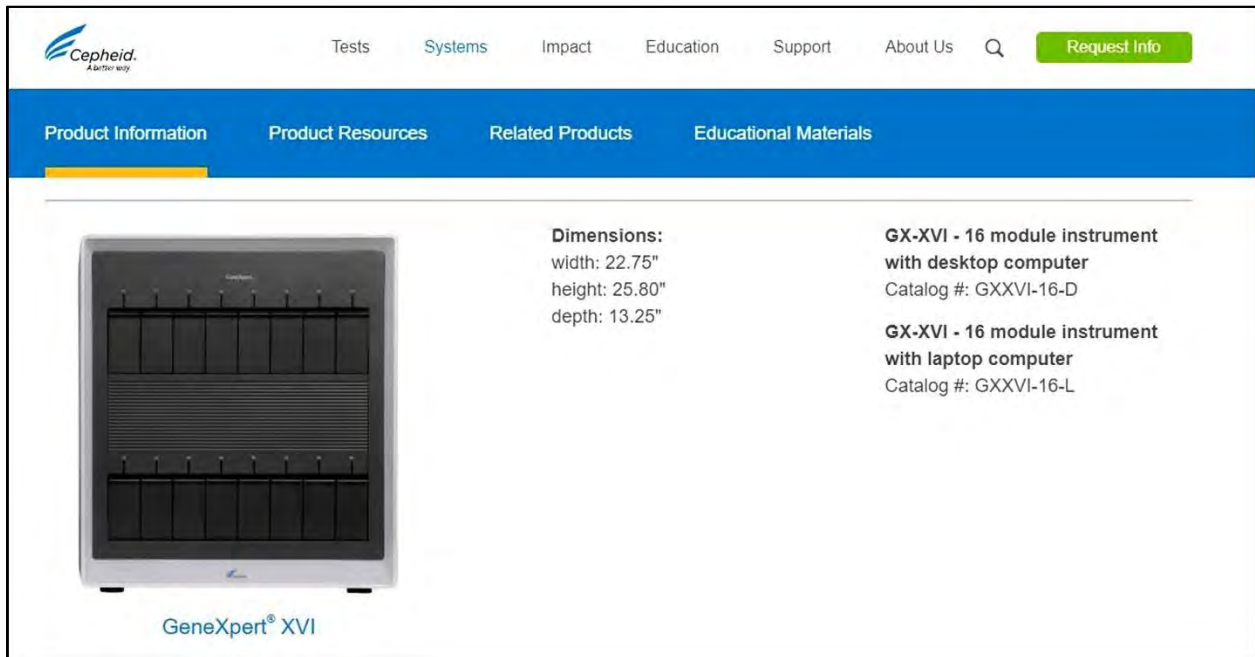 Cepheid.
A better way.
Tests Systems Impact Education Support About Us Request Info
Product Information Product Resources Related Products Educational Materials
GeneXpert
Cepheid
GeneXpert® XVI
Dimensions:
width: 22.75"
height: 25.80"
depth: 13.25"
GX-XVI - 16 module instrument
with desktop computer
Catalog #: GXXVI-16-D
GX-XVI - 16 module instrument
with laptop computer
Catalog #: GXXVI-16-L